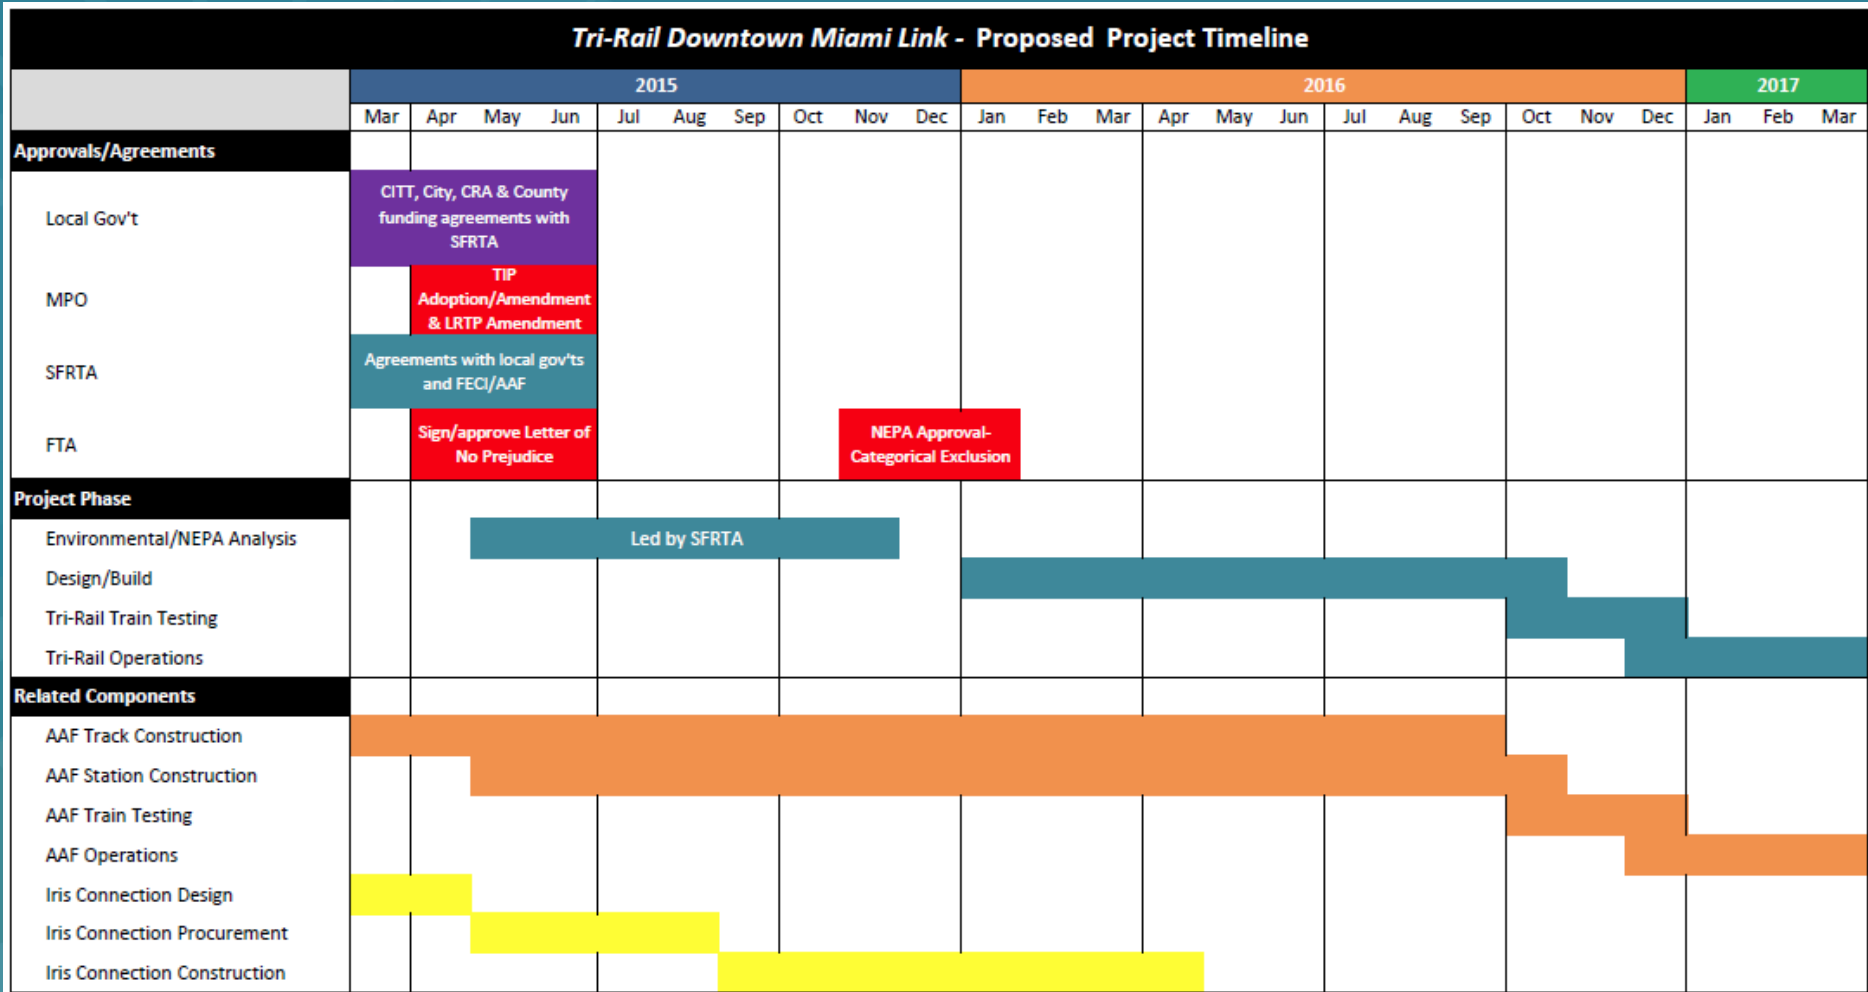 Tri-Rail Downtown Miami Link - Proposed Project Timeline
2015 2016 2017
Mar Apr May Jun Jul Aug Sep Oct Nov Dec Jan Feb Mar Apr May Jun Jul Aug Sep Oct Nov Dec Jan Feb Mar
Approvals/Agreements
Local Gov't
CITT, City, CRA & County
funding agreements with
SFRTA
MPO
TIP
Adoption/Amendment
& LRTP Amendment
SFRTA
Agreements with local gov'ts
and FECI/AAF
FTA
Sign/approve Letter of
No Prejudice
NEPA Approval-
Categorical Exclusion
Project Phase
Environmental/NEPA Analysis
Led by SFRTA
Design/Build
Tri-Rail Train Testing
Tri-Rail Operations
Related Components
AAF Track Construction
AAF Station Construction
AAF Train Testing
AAF Operations
Iris Connection Design
Iris Connection Procurement
Iris Connection Construction